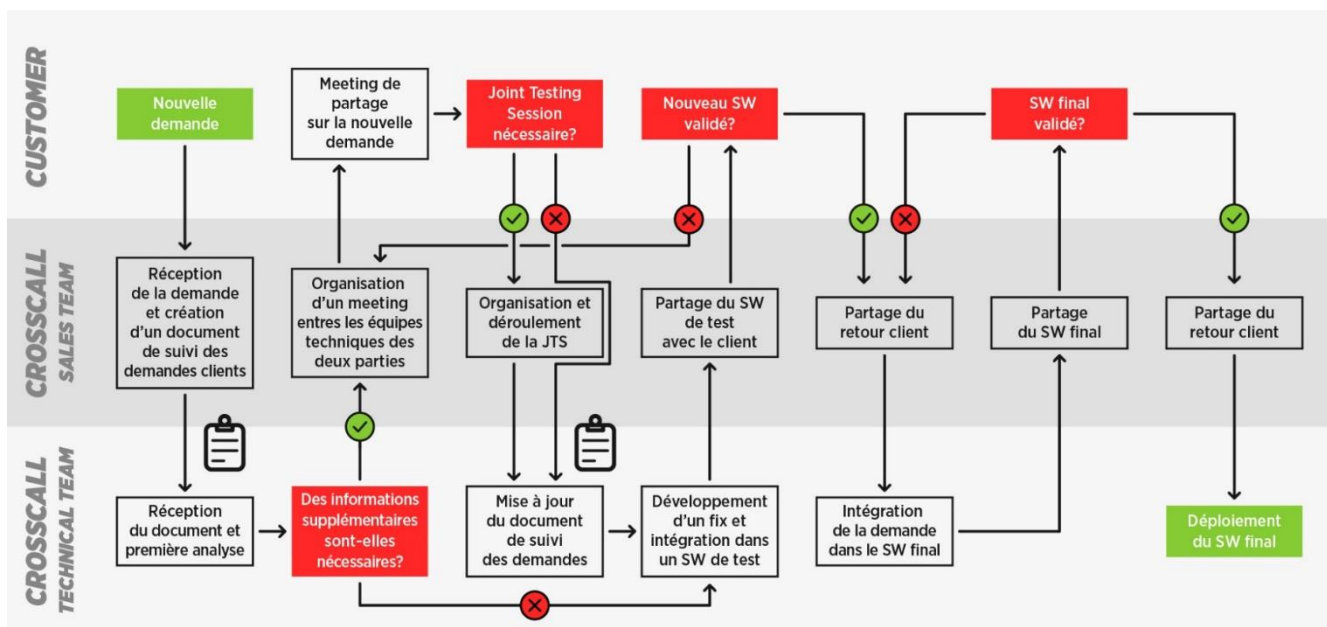 CUSTOMER
Nouvelle
demande
Meeting de
partage
sur la nouvelle
demande
Joint Testing
Session
nécessaire?
Nouveau SW
validé?
SW final
validé?
CROSSCALL
SALES TEAM
Réception
de la demande
et création
d'un document
de suivi des
demandes clients
Organisation
d'un meeting
entres les équipes
techniques des
deux parties
Organisation et
déroulement
de la JTS
Partage du SW
de test
avec le client
Partage du
retour client
Partage
du SW final
Partage du
retour client
CROSSCALL
TECHNICAL TEAM
Réception
du document et
première analyse
Des informations
supplémentaires
sont-elles
nécessaires?
Mise à jour
du document
de suivi
des demandes
Développement
d'un fix et
intégration dans
un SW de test
Intégration
de la demande
dans le SW final
Déploiement
du SW final